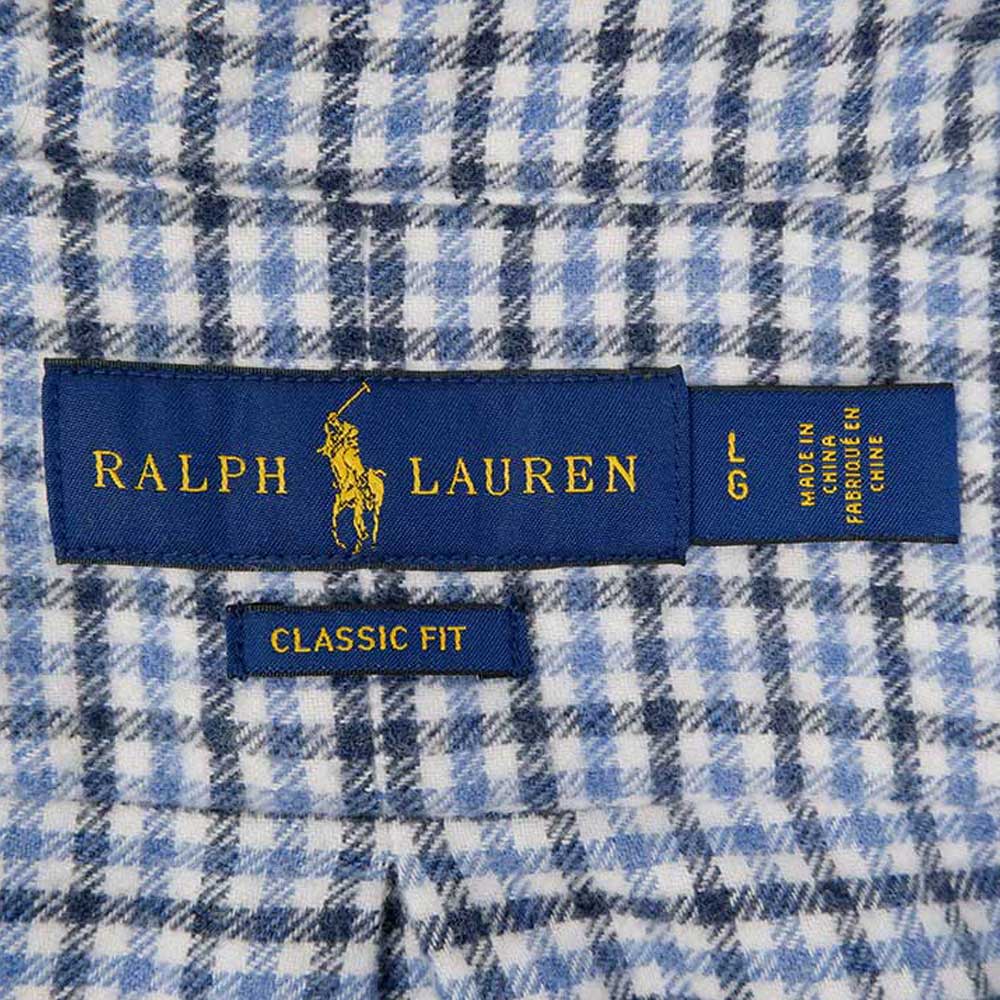 RALPH LAUREN
L
G
MADE IN
CHINA
FABRIQUÉ EN
CHINE
CLASSIC FIT